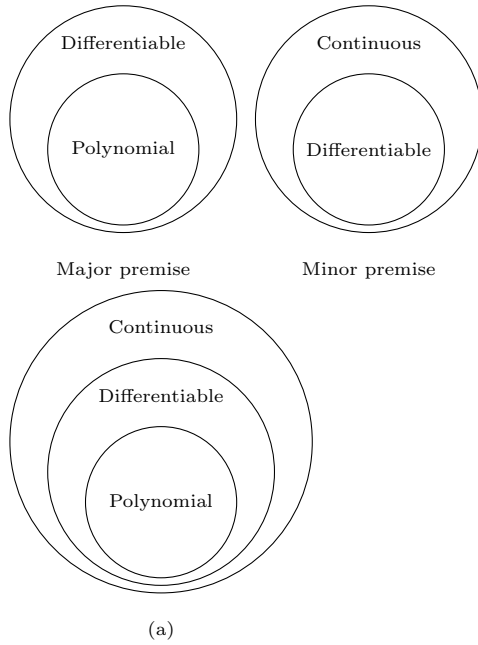 Differentiable
Polynomial
Continuous
Differentiable
Major premise
Minor premise
Continuous
Differentiable
Polynomial
(a)